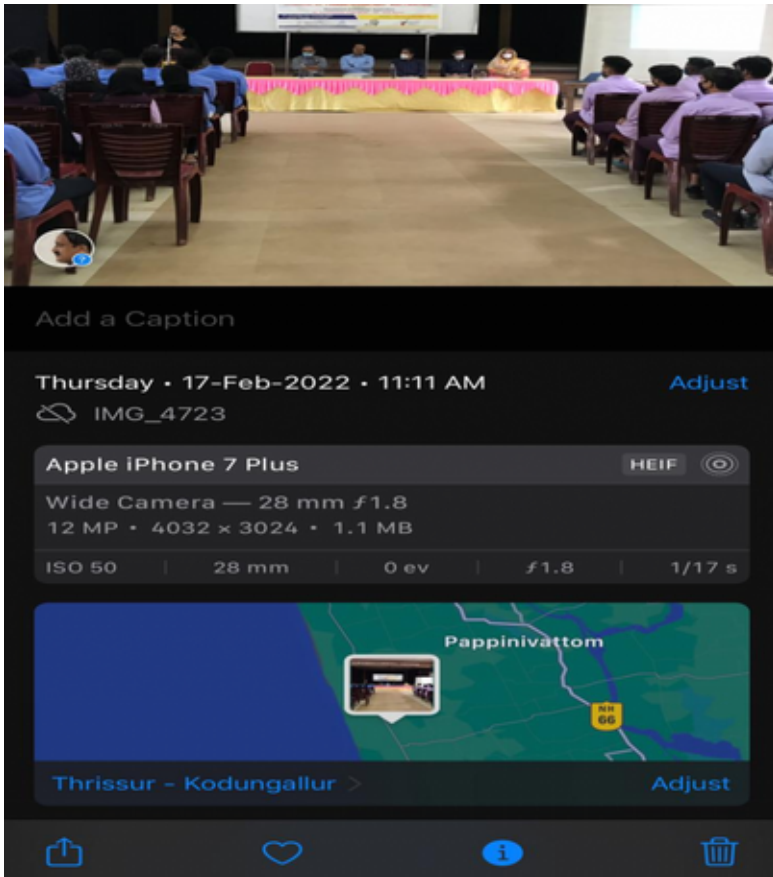 Add a Caption
Thursday • 17-Feb-2022 • 11:11 AM Adjust
IMG_4723
Apple iPhone 7 Plus HEIF
Wide Camera — 28 mm ƒ1.8
12 MP • 4032 × 3024 • 1.1 MB
ISO 50 28 mm 0 ev ƒ1.8 1/17 s
Pappinivattom
NH
66
Thrissur - Kodungallur > Adjust